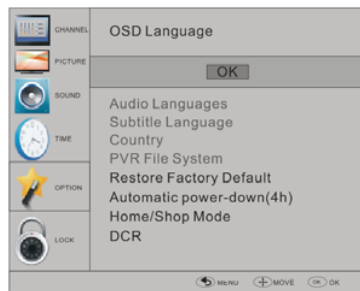 CHANNEL
PICTURE
SOUND
TIME
OPTION
LOCK
OSD Language
OK
Audio Languages
Subtitle Language
Country
PVR File System
Restore Factory Default
Automatic power-down(4h)
Home/Shop Mode
DCR
MENU MOVE OK OK